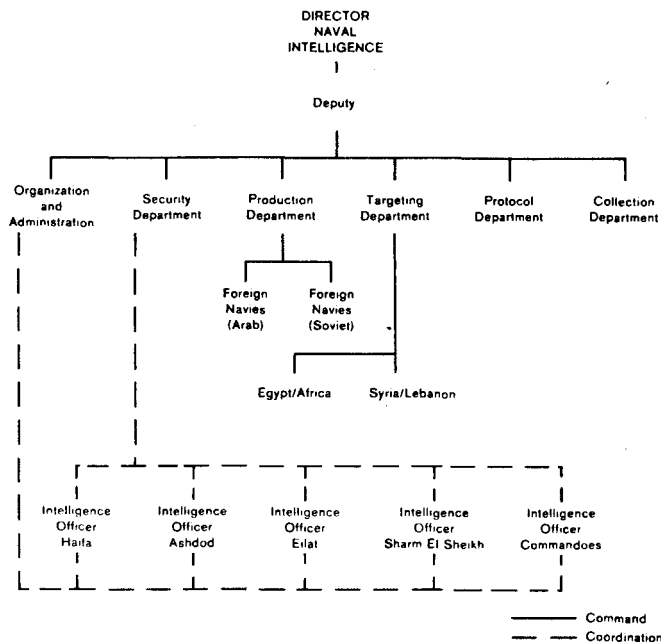 DIRECTOR
NAVAL
INTELLIGENCE
Deputy
Organization
and
Administration
Security
Department
Production
Department
Targeting
Department
Protocol
Department
Collection
Department
Foreign
Navies
(Arab)
Foreign
Navies
(Soviet)
Egypt/Africa
Syria/Lebanon
Intelligence
Officer
Haifa
Intelligence
Officer
Ashdod
Intelligence
Officer
Eilat
Intelligence
Officer
Sharm El Sheikh
Intelligence
Officer
Commandoes
Command
Coordination